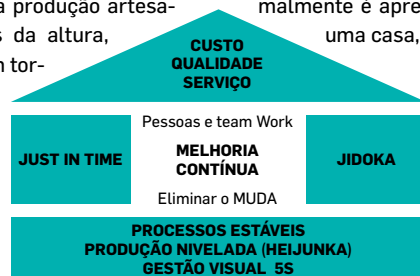 a produção artesa-
s da altura,
tor-
malmente é apre
uma casa,
CUSTO
QUALIDADE
SERVIÇO
JUST IN TIME
Pessoas e team Work
MELHORIA
CONTÍNUA
Eliminar o MUDA
JIDOKA
PROCESSOS ESTÁVEIS
PRODUÇÃO NIVELADA (HEIJUNKA)
GESTÃO VISUAL 5S